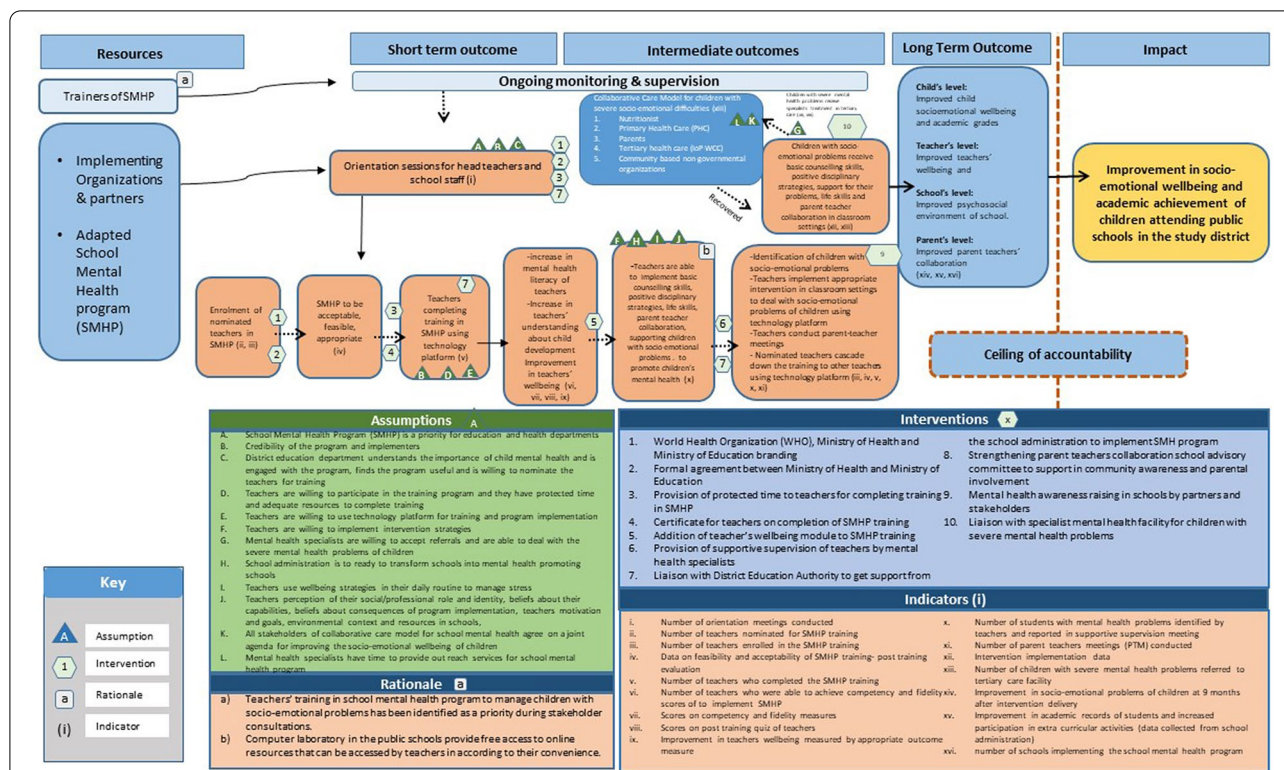 Resources
Short term outcome
Intermediate outcomes
Long Term Outcome
Impact
Trainers of SMHP
a
Ongoing monitoring & supervision
• Implementing
Organizations
& partners
• Adapted
School
Mental
Health
program
(SMHP)
A B C
Orientation sessions for head teachers and
school staff (i)
1
2
3
7
Collaborative Care Model for children with
severe socio-emotional difficulties (xiii)
1. Nutritionist
2. Primary Health Care (PHC)
3. Parents
4. Tertiary health care (IoP WCC)
5. Community based non governmental
organizations
L K
Children with severe mental
health problems receive
specialists treatment
G
10
Recovered
Children with socio-
emotional problems receive
basic counselling skills,
positive disciplinary
strategies, support for their
problems, life skills and
parent-teacher
collaboration in classroom
settings (xii, xiii)
Child's level:
Improved child
socioemotional wellbeing
and academic grades
Teacher's level:
Improved teachers'
wellbeing and
School's level:
Improved psychosocial
environment of school.
Parent's level:
Improved parent teachers'
collaboration
(xiv, xv, xvi)
Improvement in socio-
emotional wellbeing and
academic achievement of
children attending public
schools in the study district
Enrolment of
nominated
teachers in
SMHP (ii, iii)
1
2
SMHP to be
acceptable,
feasible,
appropriate (iv)
3
4
7
Teachers
completing
training in
SMHP using
technology
platform (v)
B D E
-increase in
mental health
literacy of
teachers
-Increase in
teachers'
understanding
about child
development
Improvement
in teachers'
wellbeing (vi,
vii, viii, ix)
5
F H I J
b
-Teachers are able
to implement basic
counselling skills,
positive disciplinary
strategies, life skills,
parent-teacher
collaboration,
supporting children
with socio-emotional
problems . to
promote children's
mental health (x)
6
7
9
-Identification of children with
socio-emotional problems
-Teachers implement appropriate
intervention in classroom settings
to deal with socio-emotional
problems of children using
technology platform
-Teachers conduct parent-teacher
meetings
- Nominated teachers cascade
down the training to other teachers
using technology platform (iii, iv, v,
x, xi)
Ceiling of accountability
Key
A Assumption
1 Intervention
a Rationale
(i) Indicator
Assumptions A
A. School Mental Health Program (SMHP) is a priority for education and health departments
B. Credibility of the program and implementers
C. District education department understands the importance of child mental health and is
engaged with the program, finds the program useful and is willing to nominate the
teachers for training
D. Teachers are willing to participate in the training program and they have protected time
and adequate resources to complete training
E. Teachers are willing to use technology platform for training and program implementation
F. Teachers are willing to implement intervention strategies
G. Mental health specialists are willing to accept referrals and are able to deal with the
severe mental health problems of children
H. School administration is to ready to transform schools into mental health promoting
schools
I. Teachers use wellbeing strategies in their daily routine to manage stress
J. Teachers perception of their social/professional role and identity, beliefs about their
capabilities, beliefs about consequences of program implementation, teachers motivation
and goals, environmental context and resources in schools,
K. All stakeholders of collaborative care model for school mental health agree on a joint
agenda for improving the socio-emotional wellbeing of children
L. Mental health specialists have time to provide out reach services for school mental
health program
Rationale a
a) Teachers' training in school mental health program to manage children with
socio-emotional problems has been identified as a priority during stakeholder
consultations.
b) Computer laboratory in the public schools provide free access to online
resources that can be accessed by teachers in according to their convenience.
Interventions x
1. World Health Organization (WHO), Ministry of Health and
Ministry of Education branding
2. Formal agreement between Ministry of Health and Ministry of
Education
3. Provision of protected time to teachers for completing training
in SMHP
4. Certificate for teachers on completion of SMHP training
5. Addition of teacher's wellbeing module to SMHP training
6. Provision of supportive supervision of teachers by mental
health specialists
7. Liaison with District Education Authority to get support from
the school administration to implement SMH program
8. Strengthening parent teachers collaboration school advisory
committee to support in community awareness and parental
involvement
9. Mental health awareness raising in schools by partners and
stakeholders
10. Liaison with specialist mental health facility for children with
severe mental health problems
Indicators (i)
i. Number of orientation meetings conducted
ii. Number of teachers nominated for SMHP training
iii. Number of teachers enrolled in the SMHP training
iv. Data on feasibility and acceptability of SMHP training- post training
evaluation
v. Number of teachers who completed the SMHP training
vi. Number of teachers who were able to achieve competency and fidelity
scores of to implement SMHP
vii. Scores on competency and fidelity measures
viii. Scores on post training quiz of teachers
ix. Improvement in teachers wellbeing measured by appropriate outcome
measure
x. Number of students with mental health problems identified by
teachers and reported in supportive supervision meeting
xi. Number of parent teachers meetings (PTM) conducted
xii. Intervention implementation data
xiii. Number of children with severe mental health problems referred to
tertiary care facility
xiv. Improvement in socio-emotional problems of children at 9 months
after intervention delivery
xv. Improvement in academic records of students and increased
participation in extra curricular activities (data collected from school
administration)
xvi. number of schools implementing the school mental health program